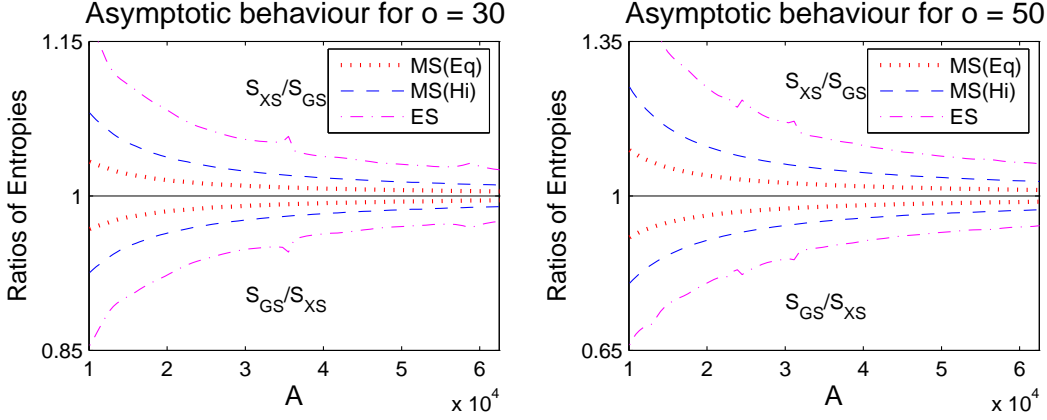 Asymptotic behaviour for o = 30
Ratios of Entropies
1.15
1
0.85
S_XS/S_GS
MS(Eq)
MS(Hi)
ES
S_GS/S_XS
1 2 3 4 5 6
x 10^4
A
Asymptotic behaviour for o = 50
Ratios of Entropies
1.35
1
0.65
S_XS/S_GS
MS(Eq)
MS(Hi)
ES
S_GS/S_XS
1 2 3 4 5 6
x 10^4
A